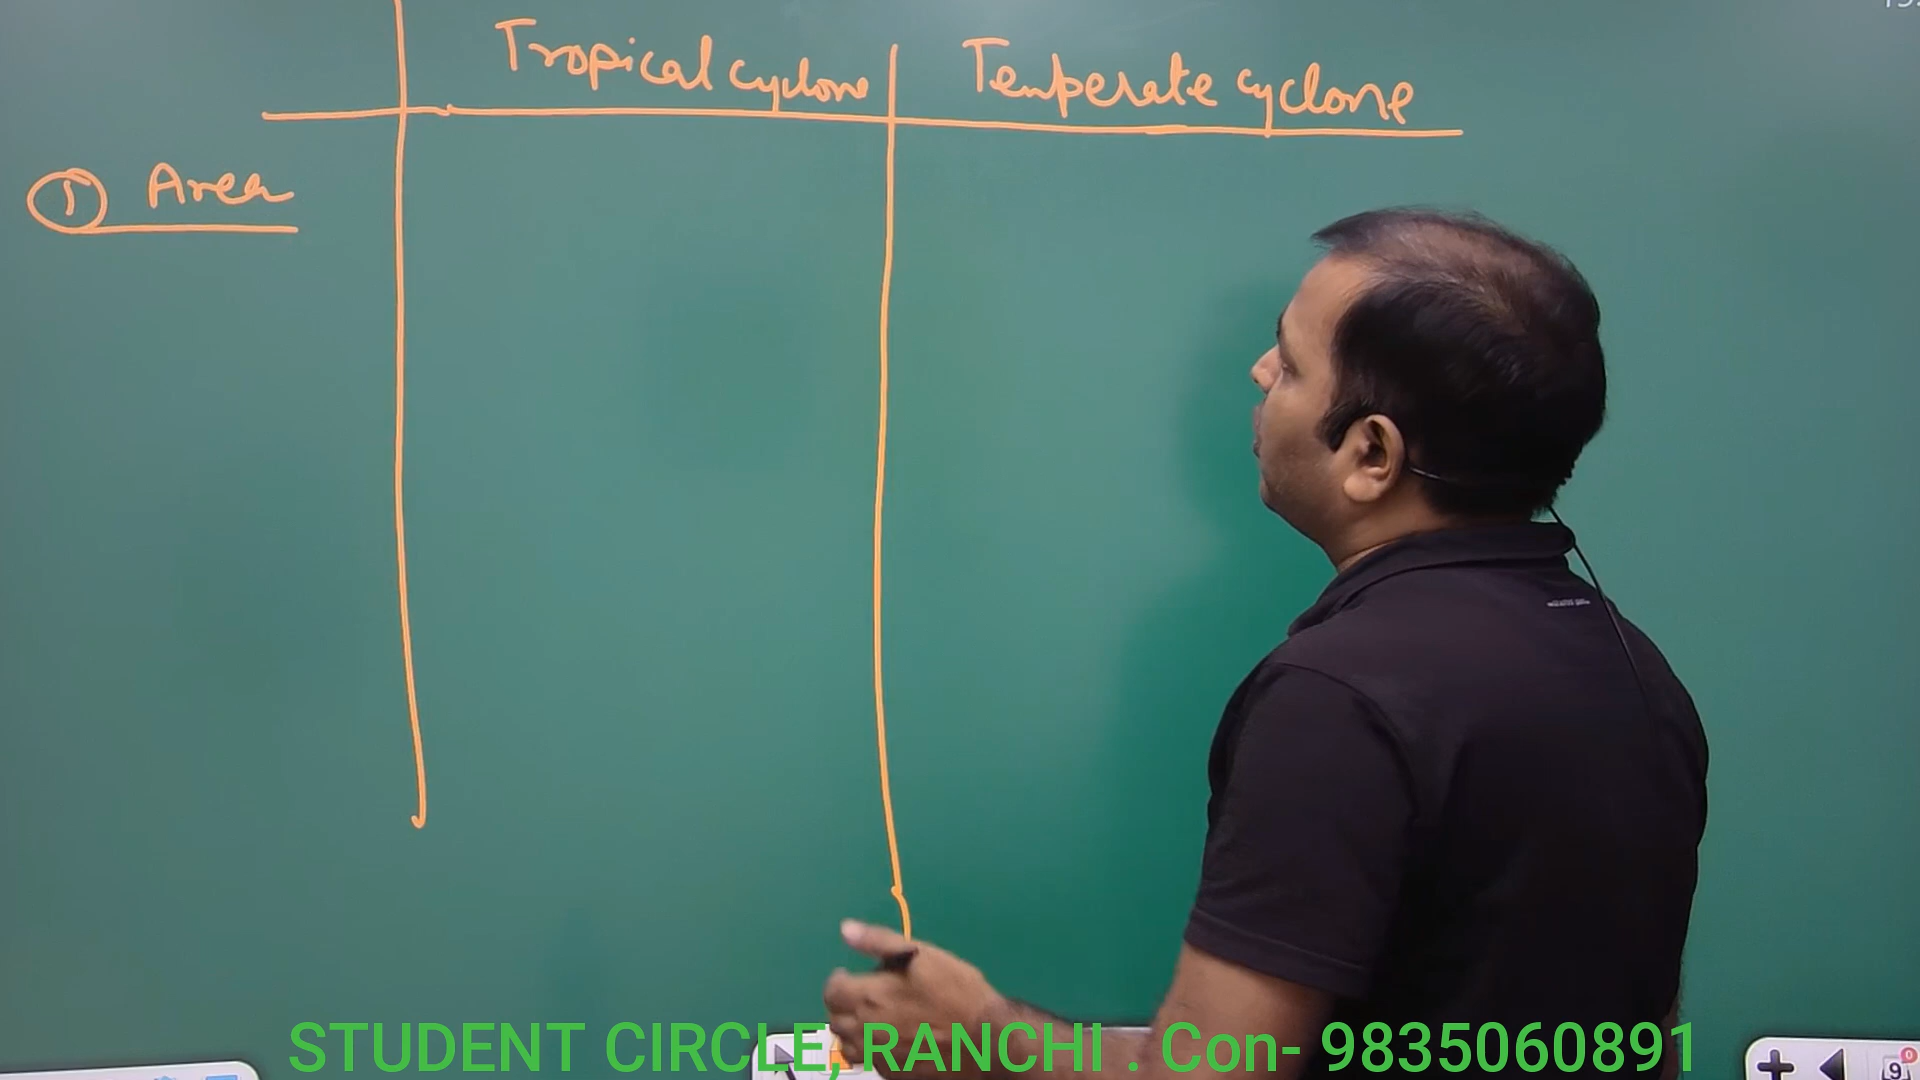 Tropical cyclone Temperate cyclone
① Area
STUDENT CIRCLE, RANCHI . Con- 9835060891